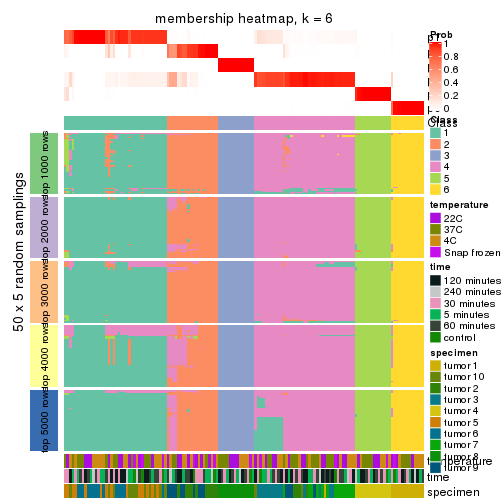 membership heatmap, k = 6
50 x 5 random samplings
top 1000 rows
top 2000 rows
top 3000 rows
top 4000 rows
top 5000 rows
Prob
1
0.8
0.6
0.4
0.2
0
Class
Class
1
2
3
4
5
6
temperature
22C
37C
4C
Snap frozen
time
120 minutes
240 minutes
30 minutes
5 minutes
60 minutes
control
specimen
tumor 1
tumor 10
tumor 2
tumor 3
tumor 4
tumor 5
tumor 6
tumor 7
tumor 8
tumor 9
temperature
time
specimen